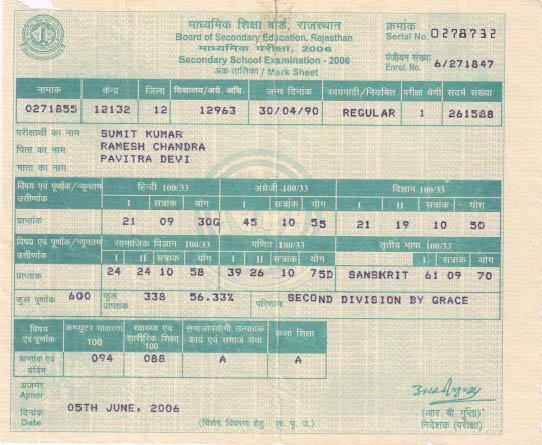 माध्यमिक शिक्षा बोर्ड, राजस्थान
Board of Secondary Education, Rajasthan
माध्यमिक परीक्षा, 2006
Secondary School Examination - 2006
अंक-तालिका / Mark Sheet
क्रमांक
Serial No. 0278732
पंजीयन संख्या
Enrol. No. 6/271847
नामांक केन्द्र जिला विद्यालय/अग्रे. अधि. जन्म दिनांक स्वयंपाठी/नियमित परीक्षा श्रेणी संदर्भ संख्या
0271855 12132 12 12963 30/04/90 REGULAR 1 261588
परीक्षार्थी का नाम SUMIT KUMAR
पिता का नाम RAMESH CHANDRA
माता का नाम PAVITRA DEVI
विषय एवं पूर्णांक/न्यूनतम उत्तीर्णांक हिन्दी 100/33 अंग्रेजी 100/33 विज्ञान 100/33
I सत्रांक योग I सत्रांक योग I II सत्रांक योग
प्राप्तांक 21 09 30G 45 10 55 21 19 10 50
विषय एवं पूर्णांक/न्यूनतम उत्तीर्णांक सामाजिक विज्ञान 100/33 गणित 100/33 तृतीय भाषा 100/33
I II सत्रांक योग I II सत्रांक योग I सत्रांक योग
प्राप्तांक 24 24 10 58 39 26 10 75D SANSKRIT 61 09 70
कुल पूर्णांक 600 कुल प्राप्तांक 338 56.33% परिणाम SECOND DIVISION BY GRACE
विषय एवं पूर्णांक कम्प्यूटर साक्षरता 100 स्वास्थ्य एवं शारीरिक शिक्षा 100 समाजोपयोगी उत्पादक कार्य एवं समाज सेवा कला शिक्षा
प्राप्तांक एवं ग्रेडिंग 094 088 A A
अजमेर
Ajmer
दिनांक 05TH JUNE, 2006
Date
(विशेष विवरण हेतु कृ. पृ. उ.)
(आर. बी. गुप्ता)
निदेशक (परीक्षा)